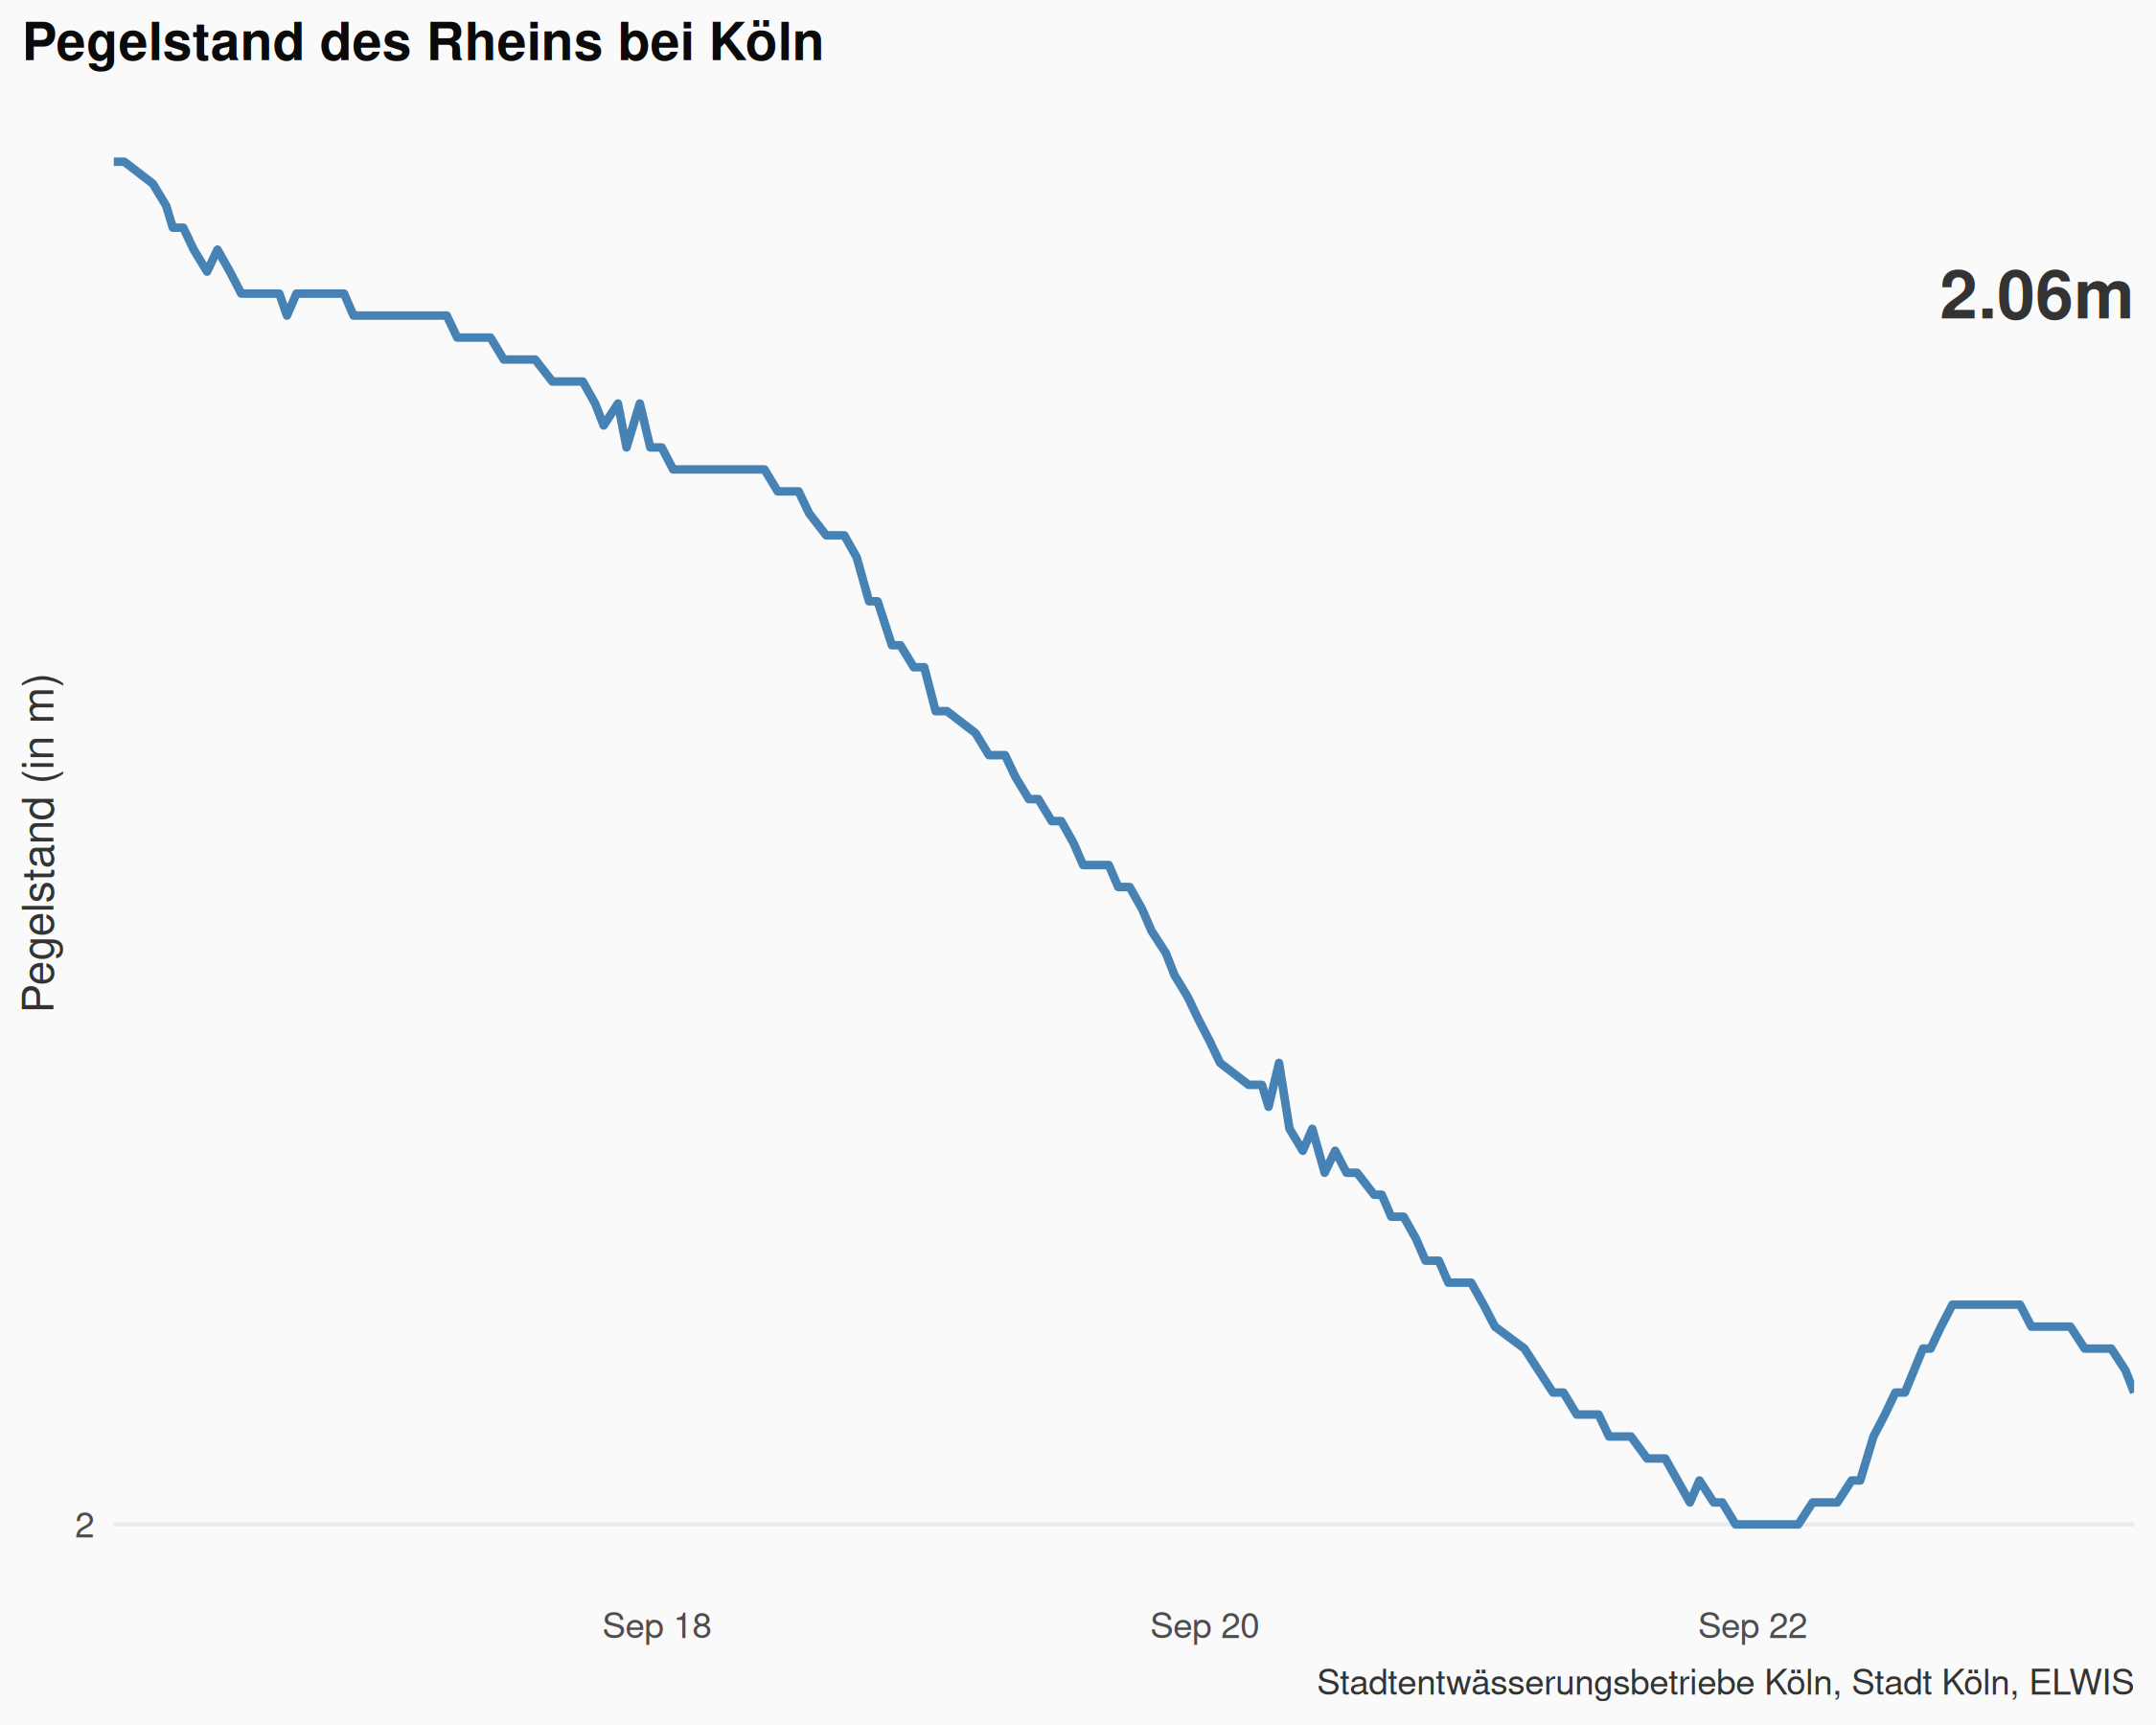 Pegelstand des Rheins bei Köln
2.06m
Pegelstand (in m)
2
Sep 18
Sep 20
Sep 22
Stadtentwässerungsbetriebe Köln, Stadt Köln, ELWIS